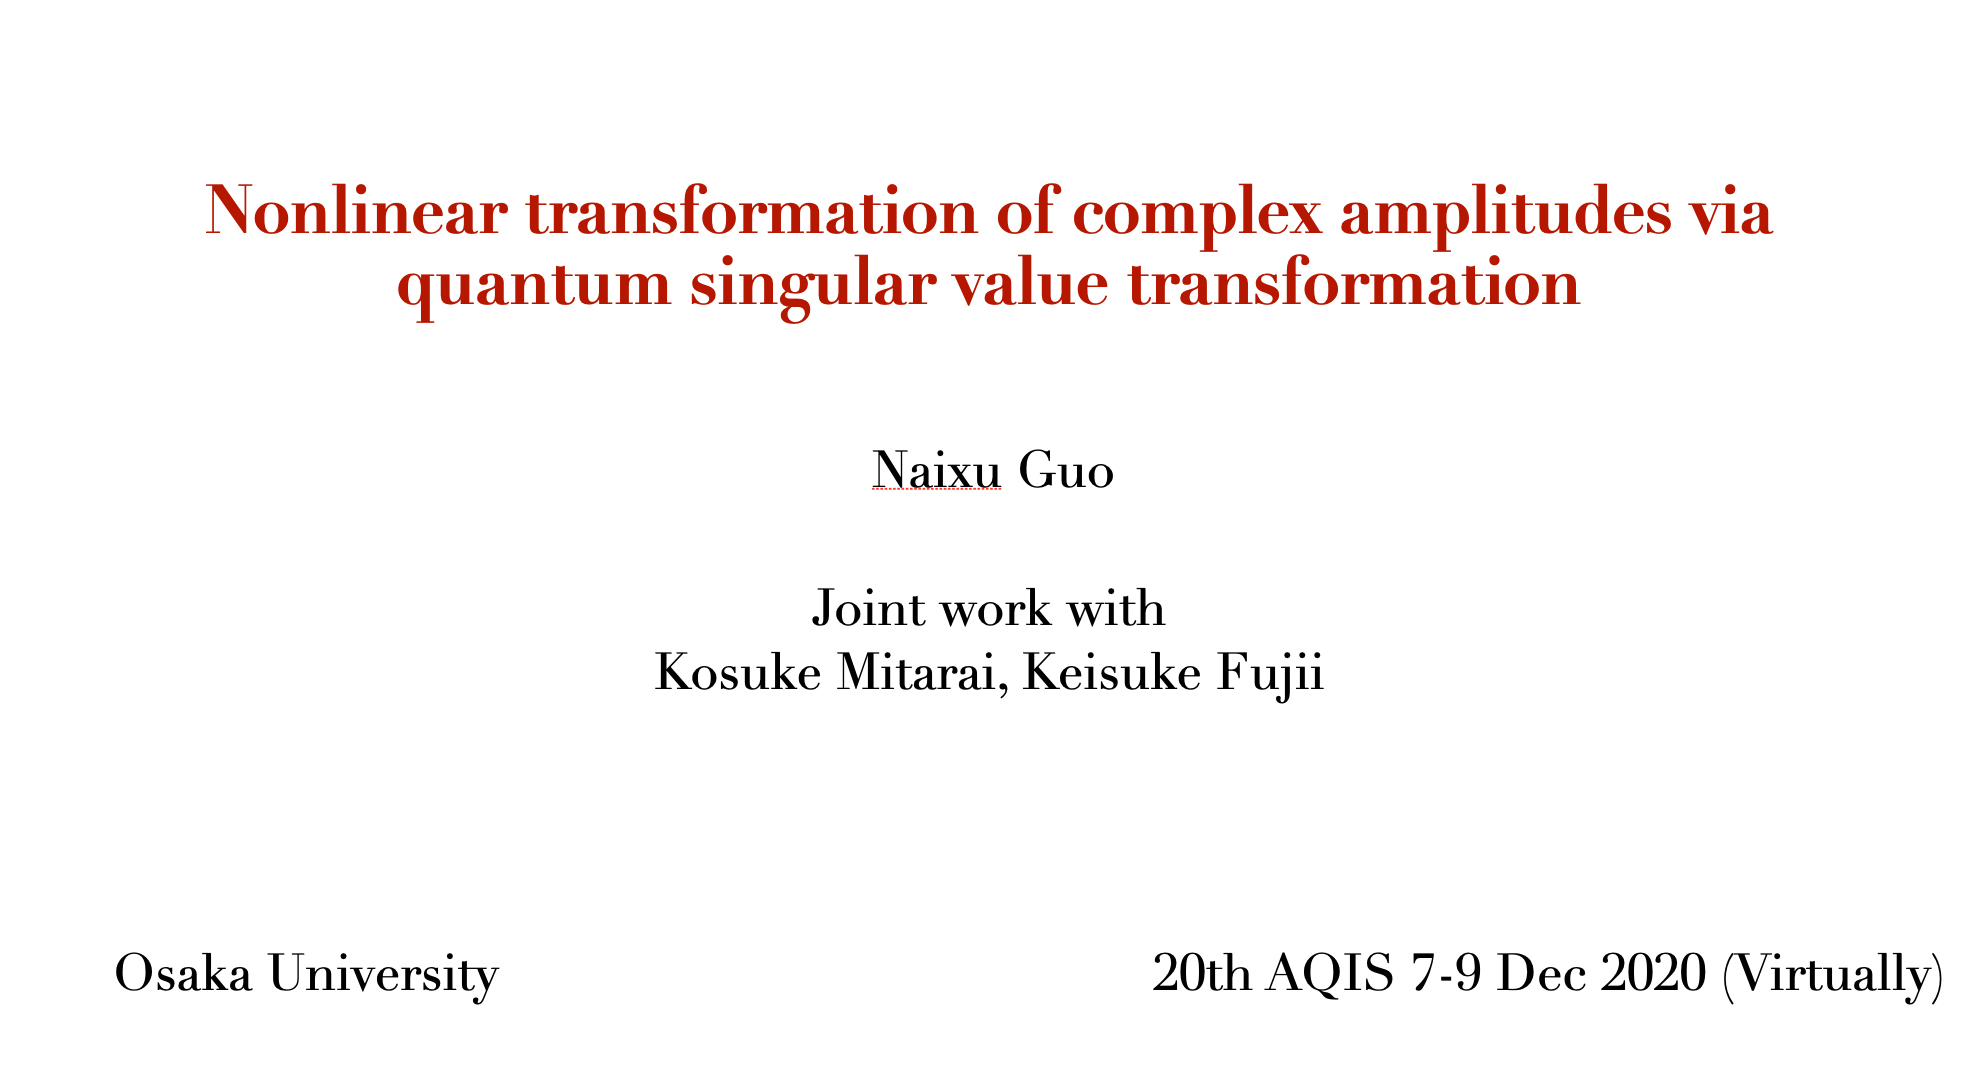 Nonlinear transformation of complex amplitudes via
quantum singular value transformation
Naixu Guo
Joint work with
Kosuke Mitarai, Keisuke Fujii
Osaka University
20th AQIS 7-9 Dec 2020 (Virtually)